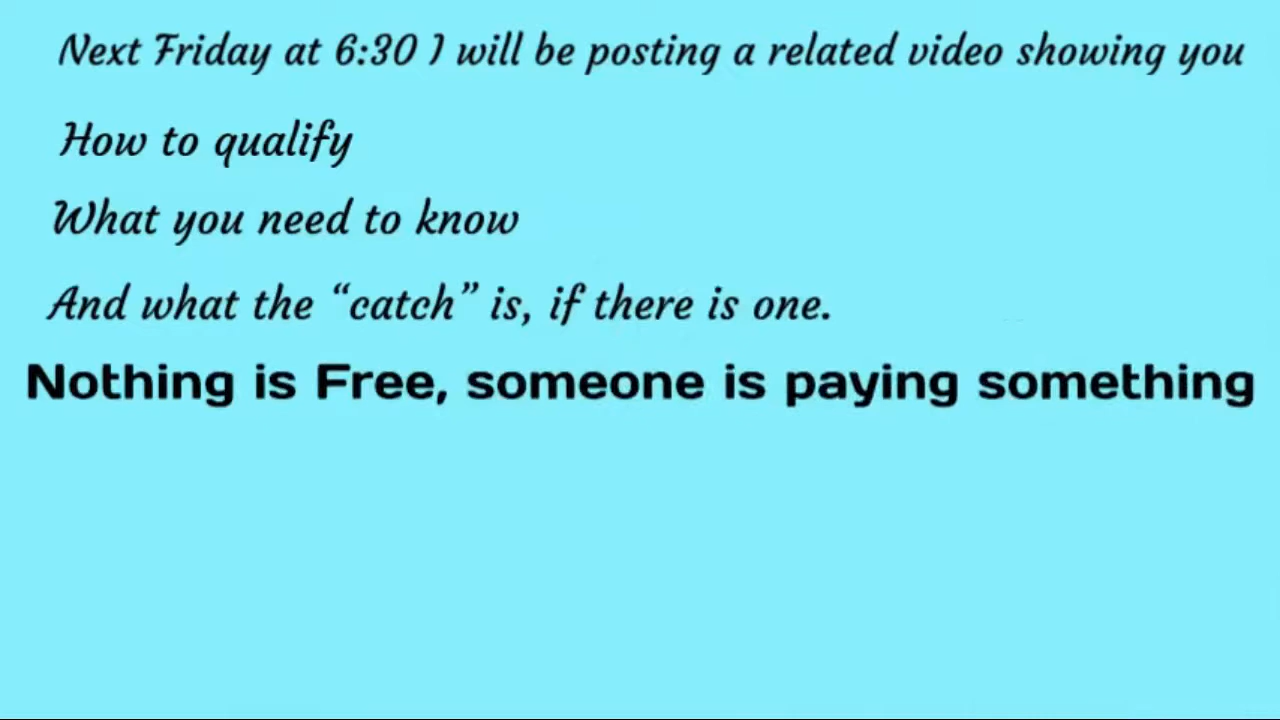 Next Friday at 6:30 I will be posting a related video showing you
How to qualify
What you need to know
And what the “catch” is, if there is one.
Nothing is Free, someone is paying something